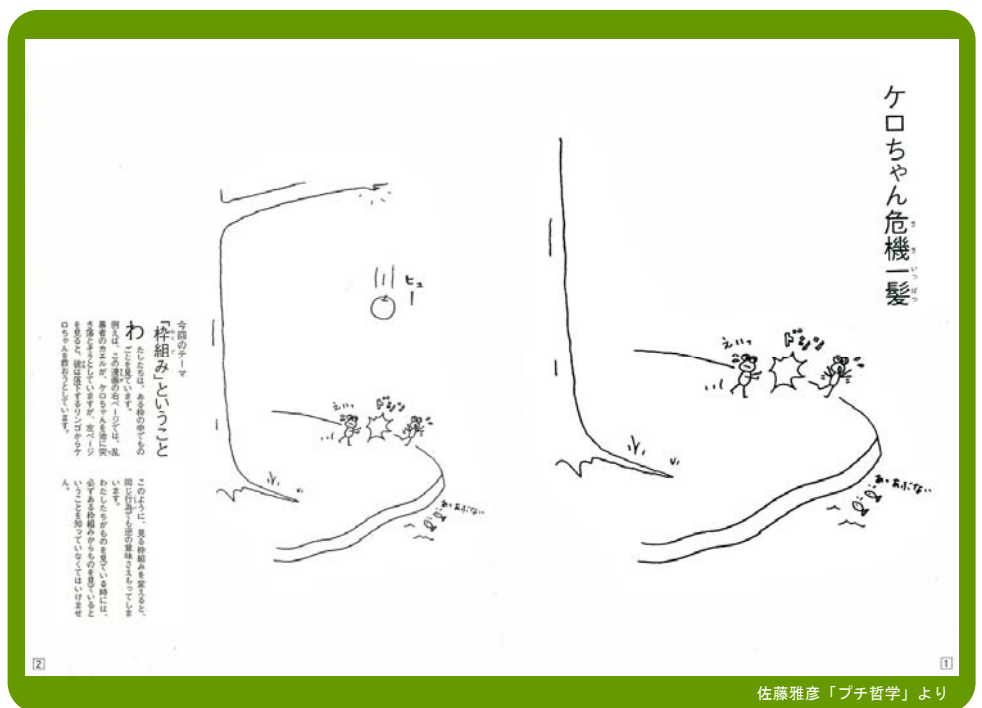 ケロちゃん危機一髪
えいっ
ドシン
あ、あぶない
1
ヒュー
えいっ
ドシン
あ、あぶない
今回のテーマ
「枠組み」ということ
わたしたちは、ある枠の中でもの
ごとを見ています。
例えば、この漫画の右ページでは、乱
暴者のカエルが、ケロちゃんを池に突
き落とそうとしていますが、左ページ
を見ると、彼は落下するリンゴからケ
ロちゃんを救おうとしています。
このように、見る枠組みを変えると、
同じ行為でも逆の意味さえもってしま
います。
わたしたちがものを見ている時には、
必ずある枠組みからものを見ていると
いうことを知っていなくてはいけませ
ん。
2
佐藤雅彦「プチ哲学」より